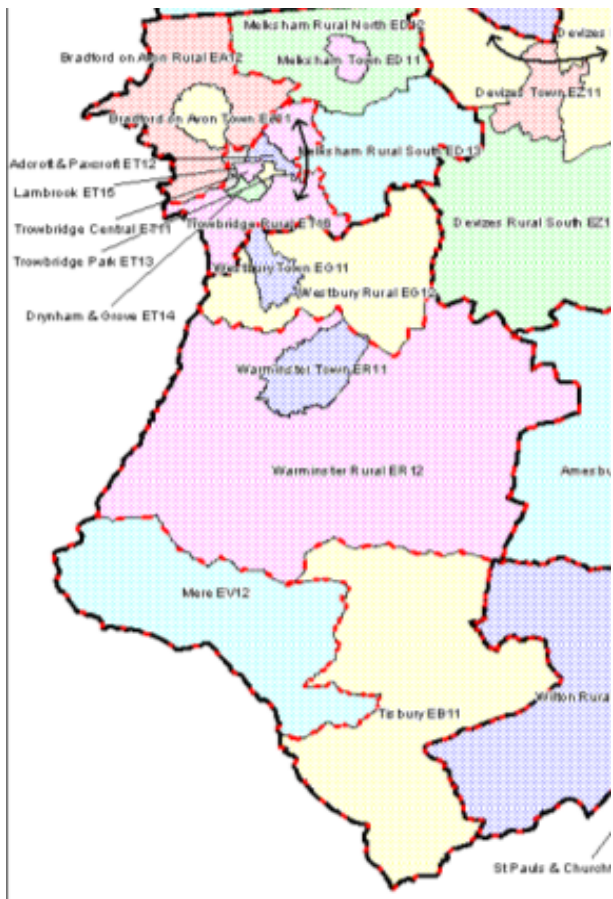 Melksham Rural North ED12
Devizes
Bradford on Avon Rural EA12
Melksham Town ED11
Devizes Town EZ11
Bradford on Avon Town EA11
Adcroft & Paxcroft ET12
Melksham Rural South ED13
Lambrook ET15
Trowbridge Central ET11
Trowbridge Rural ET16
Devizes Rural South EZ1
Trowbridge Park ET13
Westbury Town EG11
Westbury Rural EG12
Drynham & Grove ET14
Warminster Town ER11
Warminster Rural ER12
Amesbu
Mere EV12
Tisbury EB11
Wilton Rura
St Pauls & Church